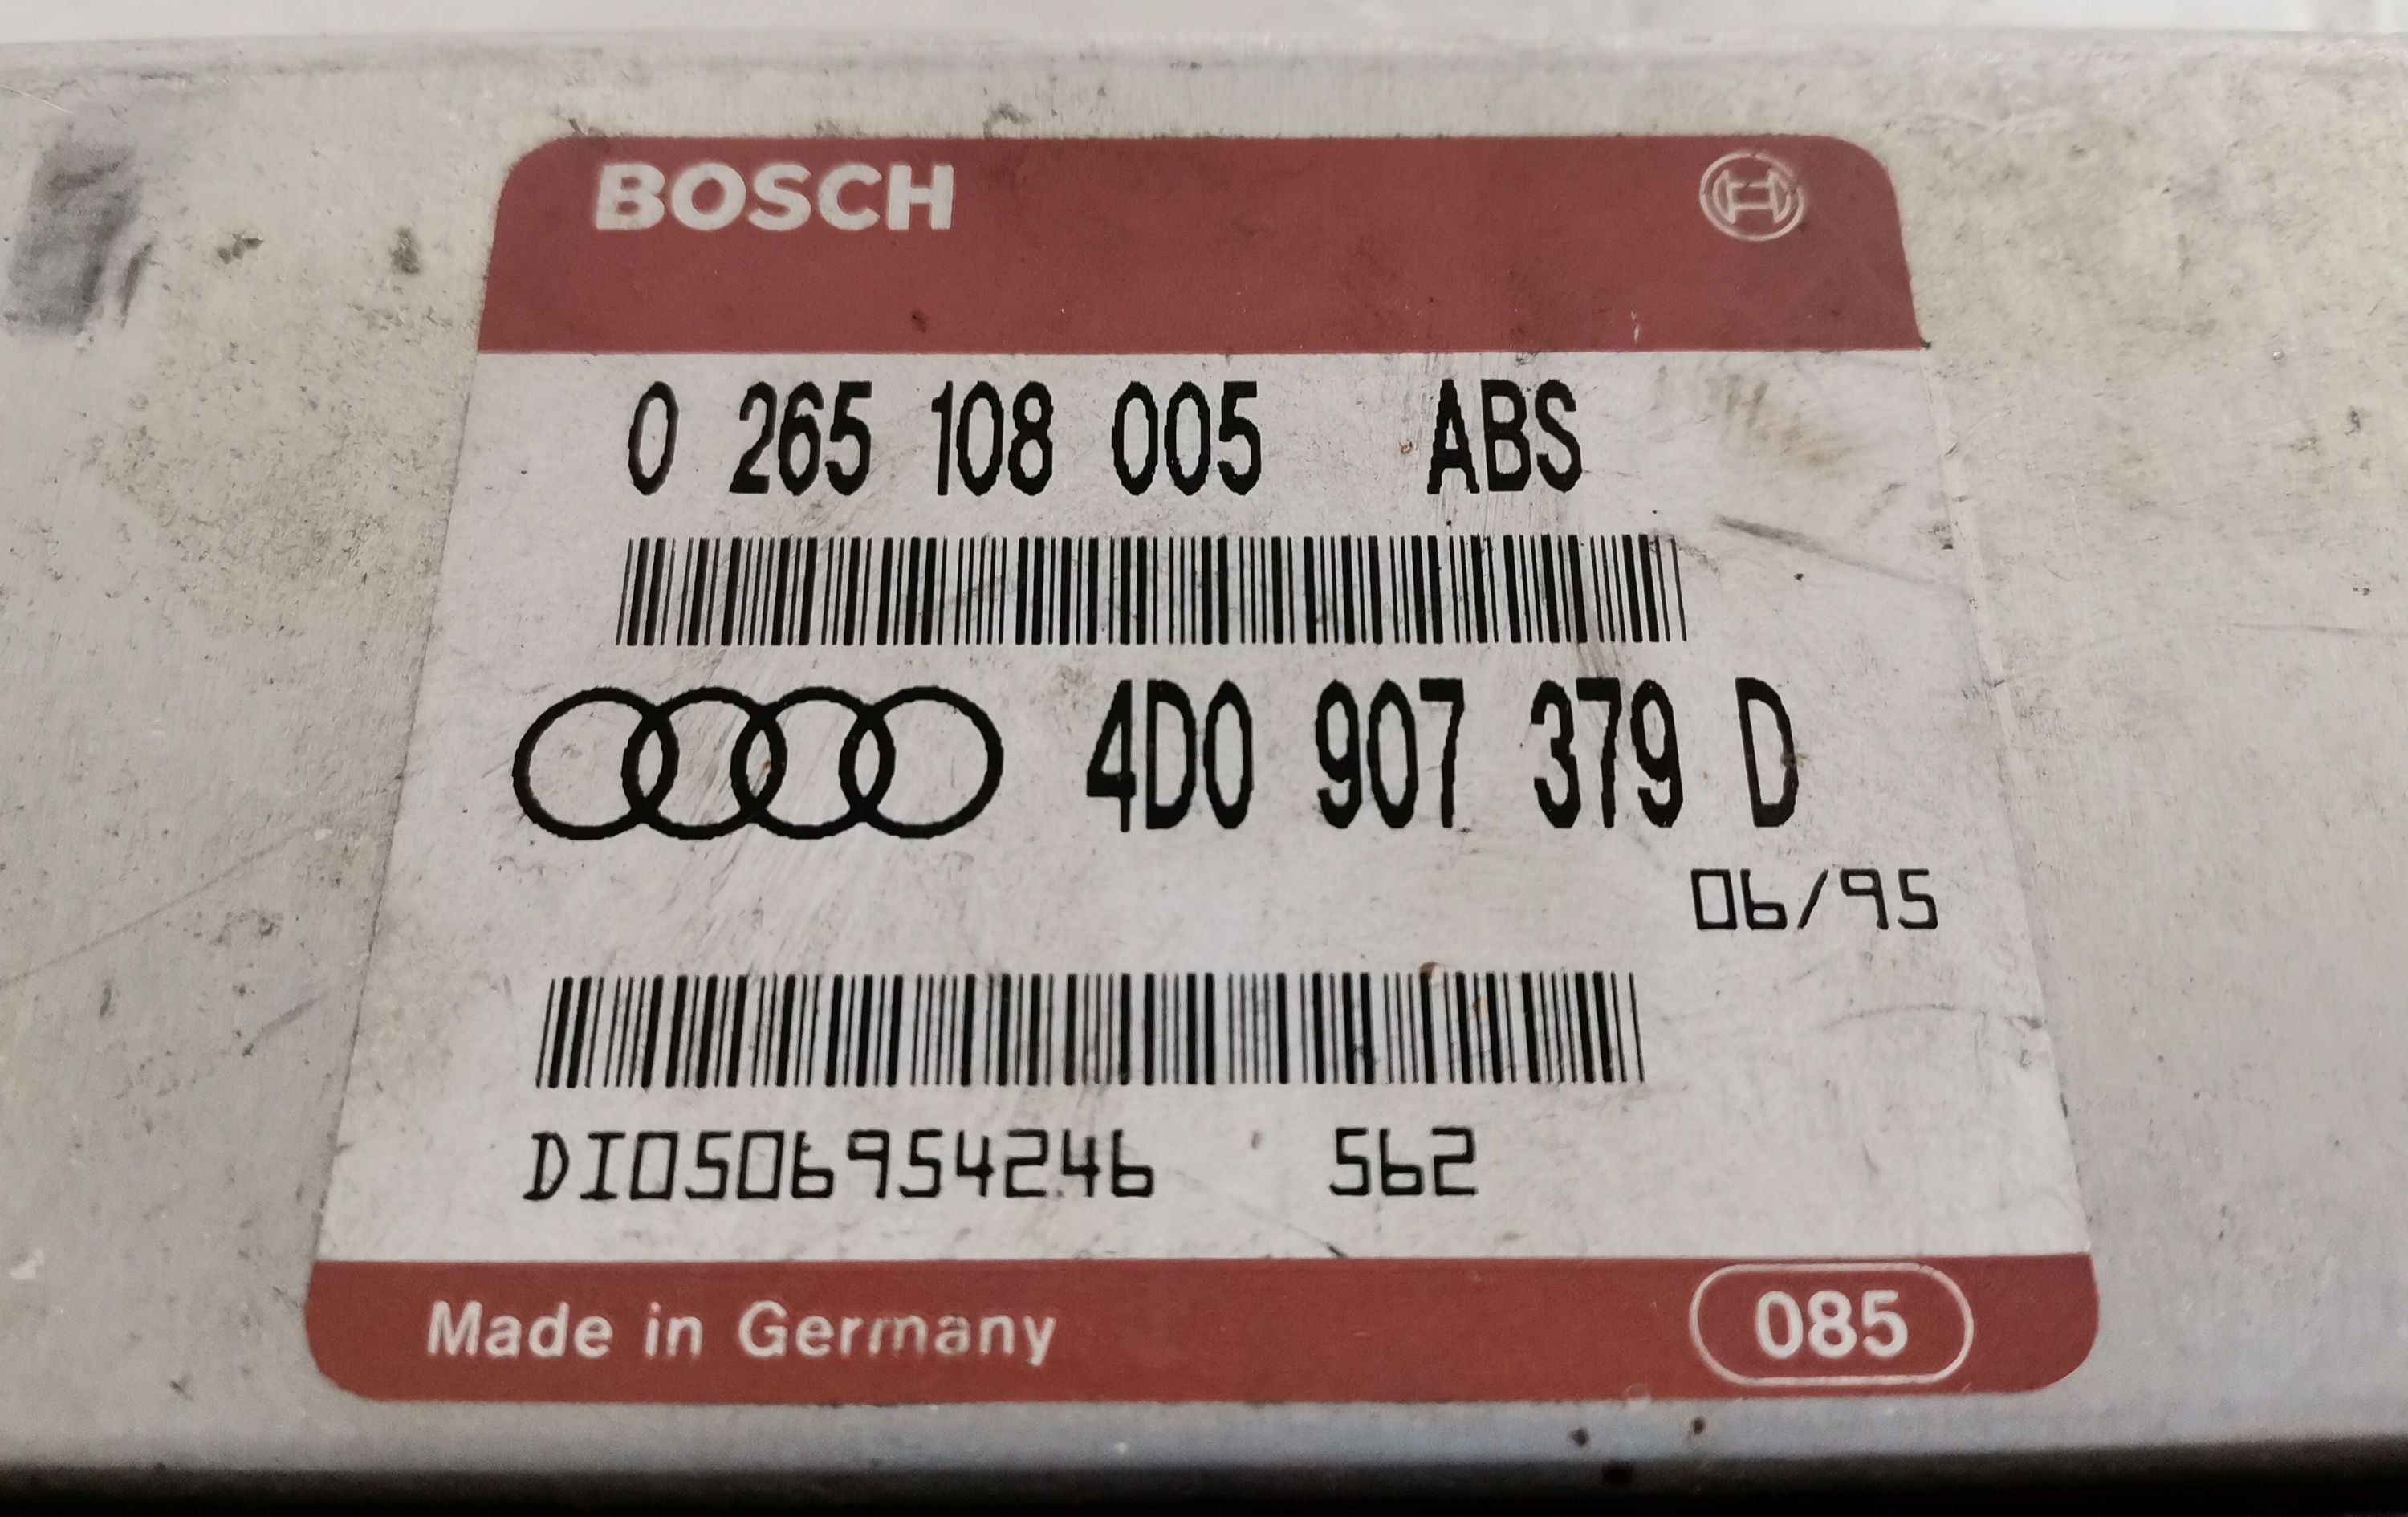 BOSCH
0 265 108 005 ABS
4D0 907 379 D
06/95
DI0506954246 562
Made in Germany 085